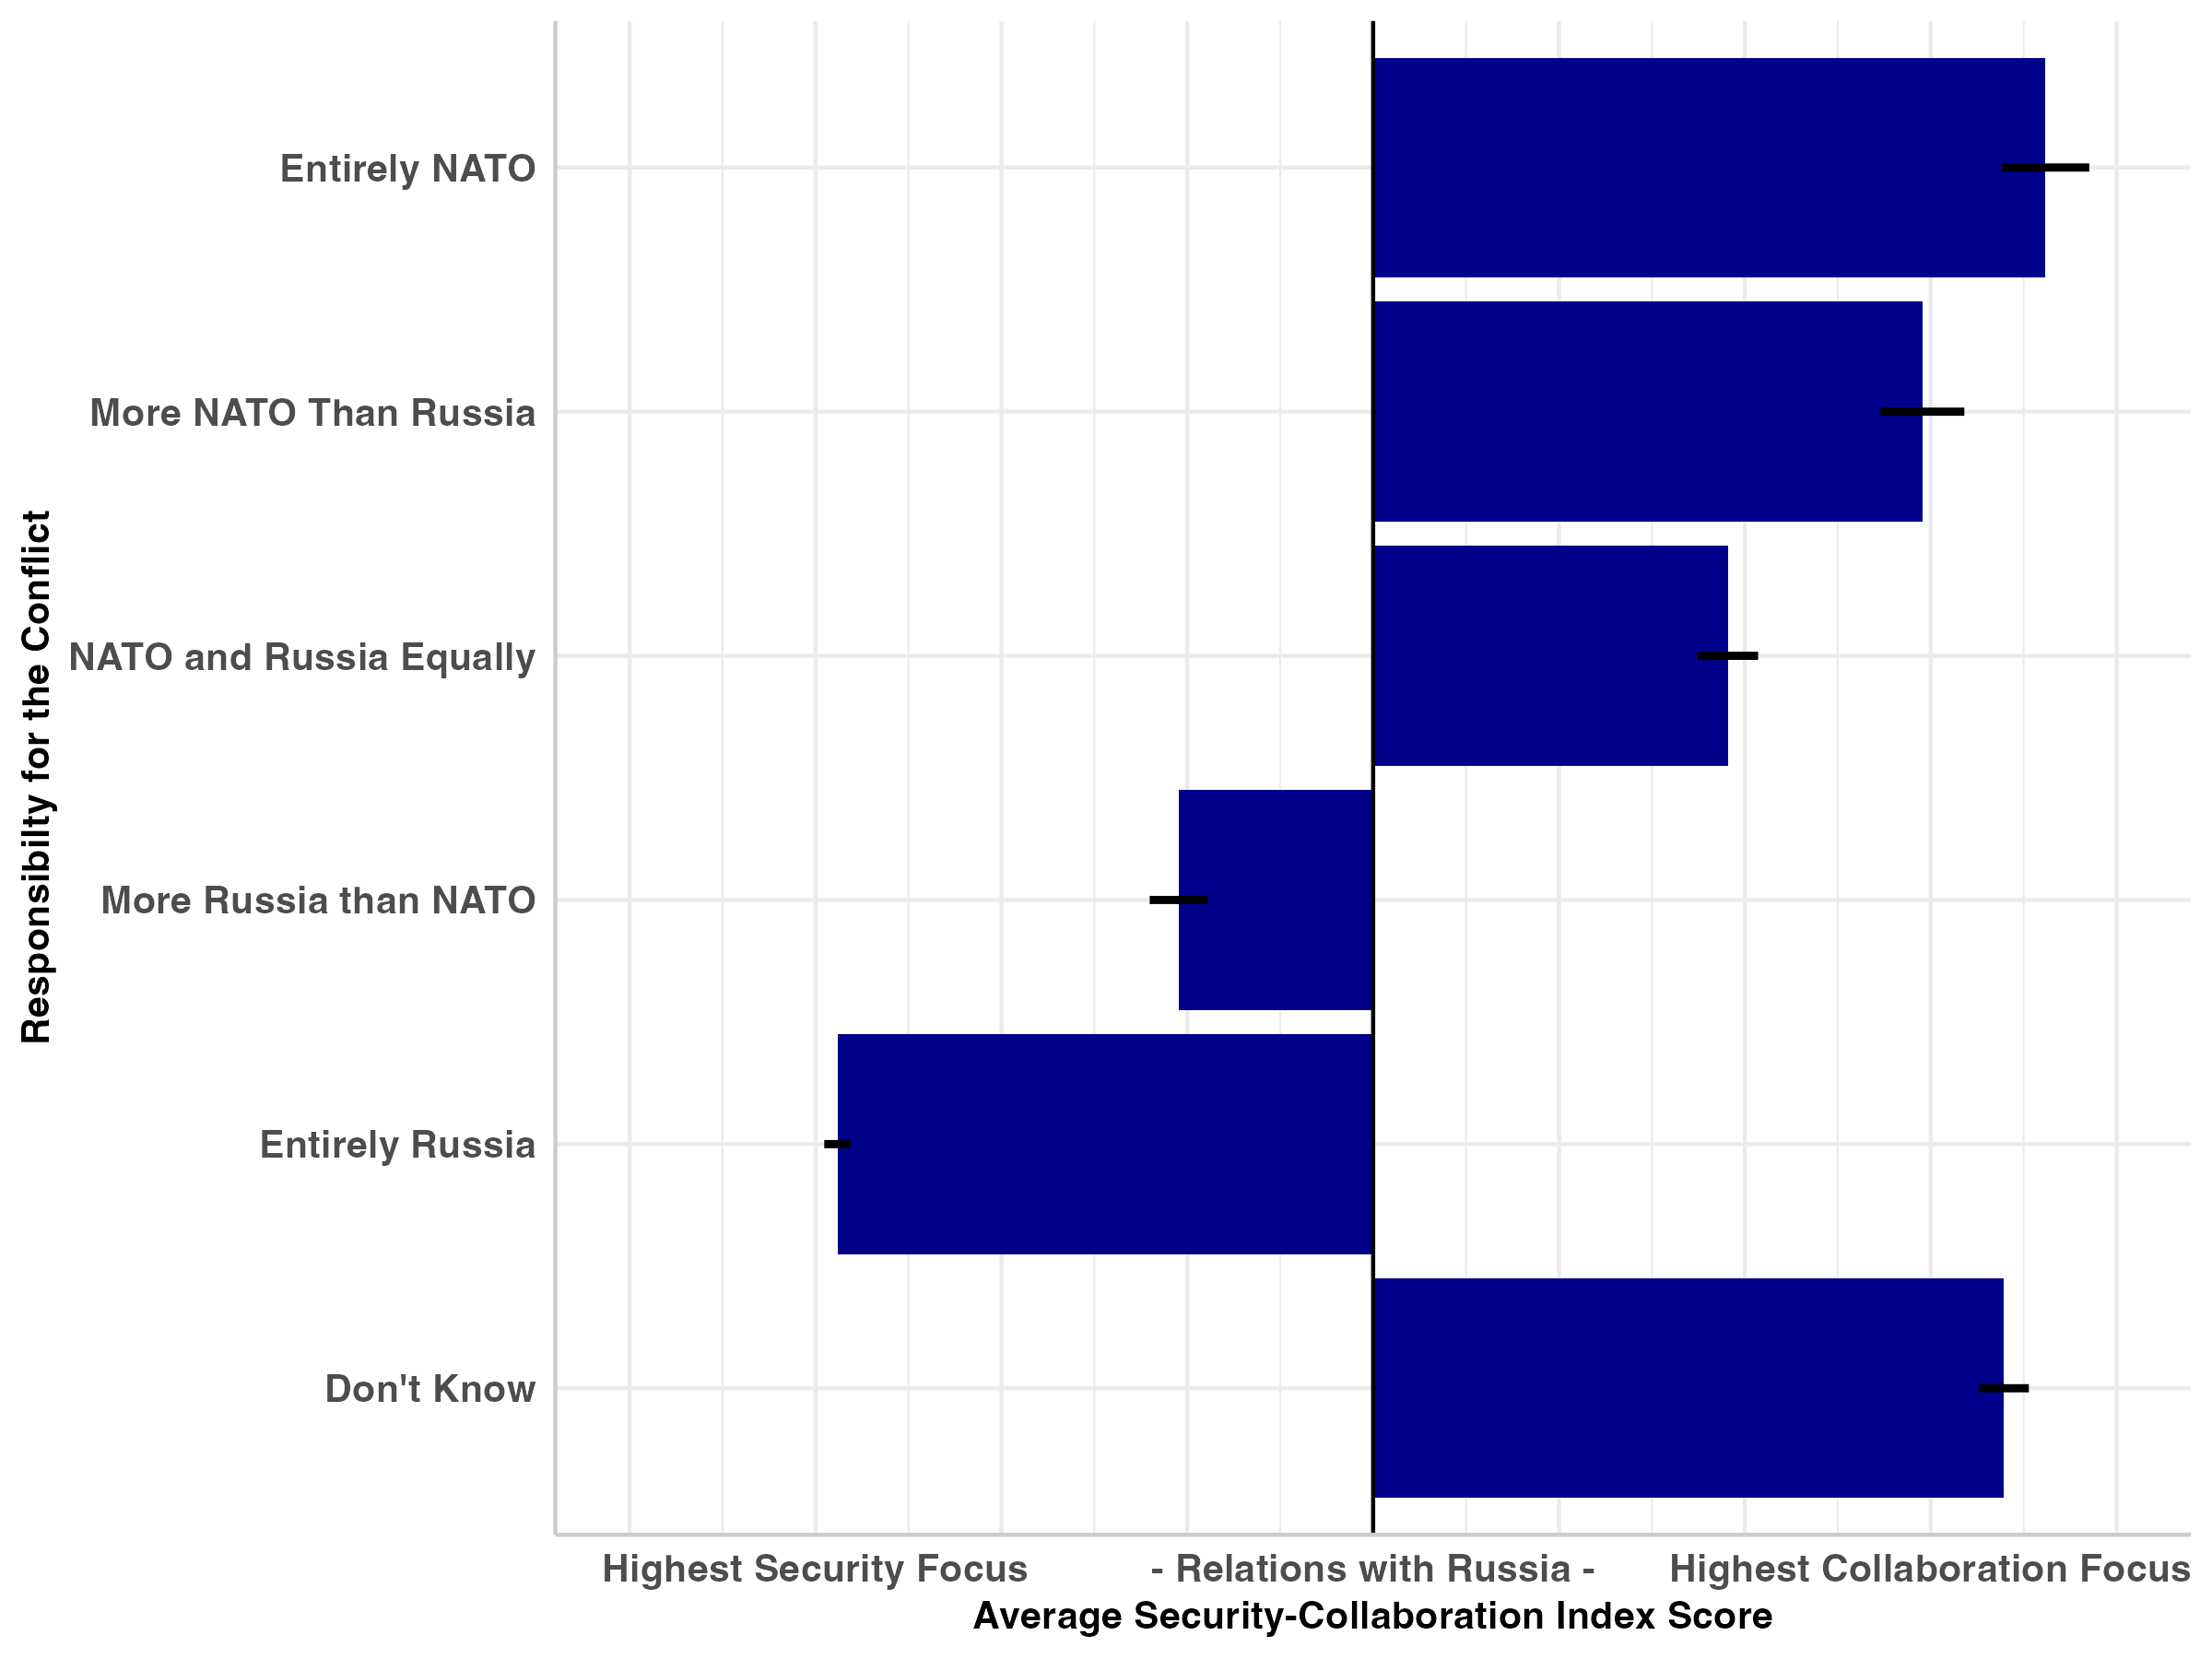 Entirely NATO
More NATO Than Russia
NATO and Russia Equally
More Russia than NATO
Entirely Russia
Don't Know
Responsibilty for the Conflict
Highest Security Focus
- Relations with Russia -
Highest Collaboration Focus
Average Security-Collaboration Index Score